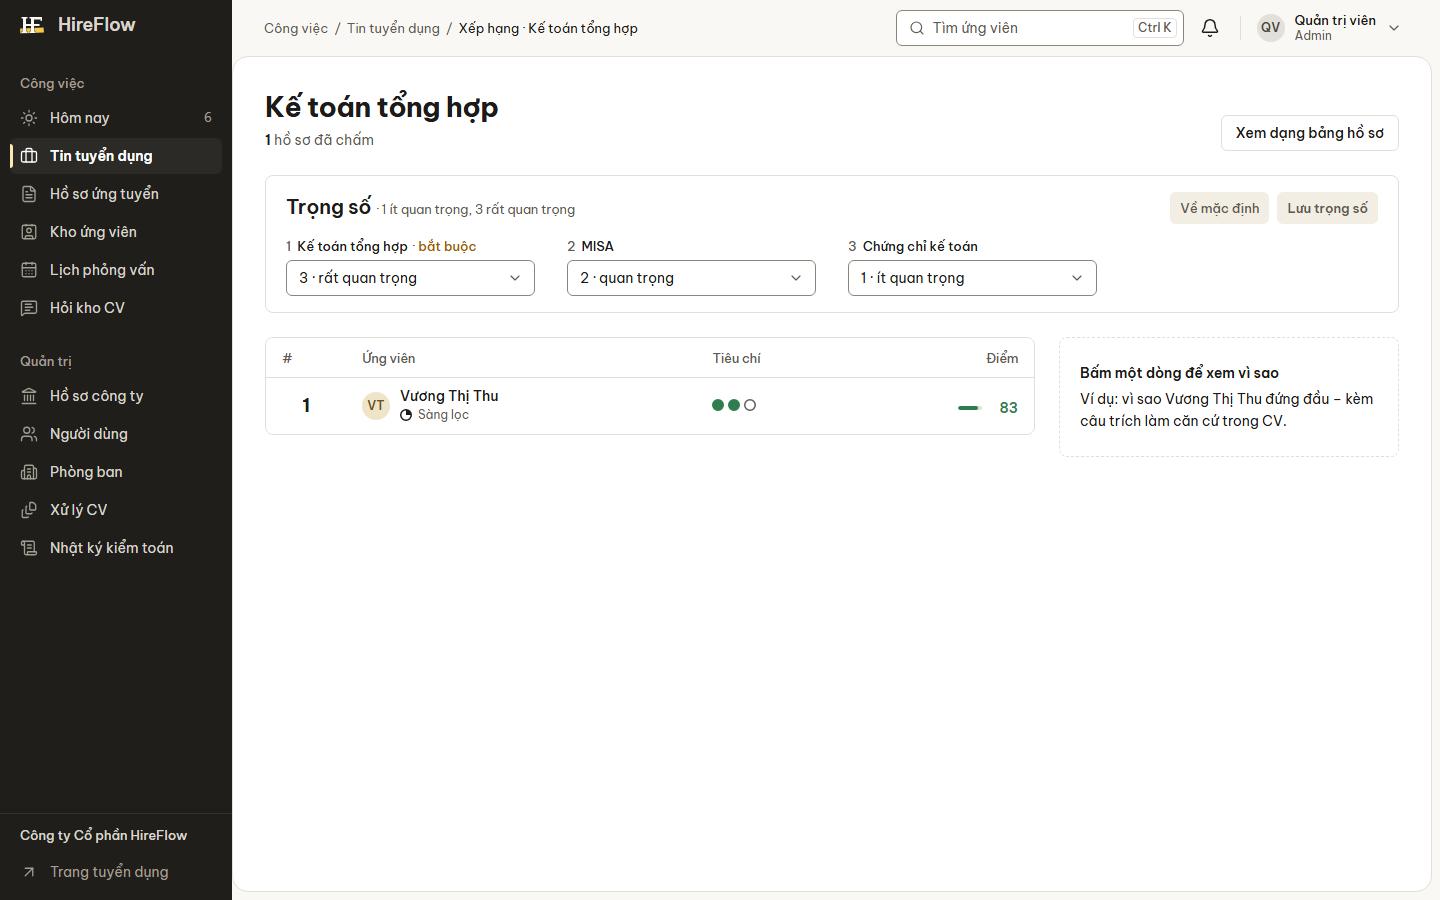 HF HireFlow
Công việc / Tin tuyển dụng / Xếp hạng · Kế toán tổng hợp
Tìm ứng viên Ctrl K
QV Quản trị viên
Admin
Công việc
Hôm nay 6
Tin tuyển dụng
Hồ sơ ứng tuyển
Kho ứng viên
Lịch phỏng vấn
Hỏi kho CV
Quản trị
Hồ sơ công ty
Người dùng
Phòng ban
Xử lý CV
Nhật ký kiểm toán
Công ty Cổ phần HireFlow
Trang tuyển dụng
Kế toán tổng hợp
1 hồ sơ đã chấm
Xem dạng bảng hồ sơ
Trọng số · 1 ít quan trọng, 3 rất quan trọng
Về mặc định Lưu trọng số
1 Kế toán tổng hợp · bắt buộc
3 · rất quan trọng
2 MISA
2 · quan trọng
3 Chứng chỉ kế toán
1 · ít quan trọng
# Ứng viên Tiêu chí Điểm
1 VT Vương Thị Thu 83
Sàng lọc
Bấm một dòng để xem vì sao
Ví dụ: vì sao Vương Thị Thu đứng đầu – kèm
câu trích làm căn cứ trong CV.